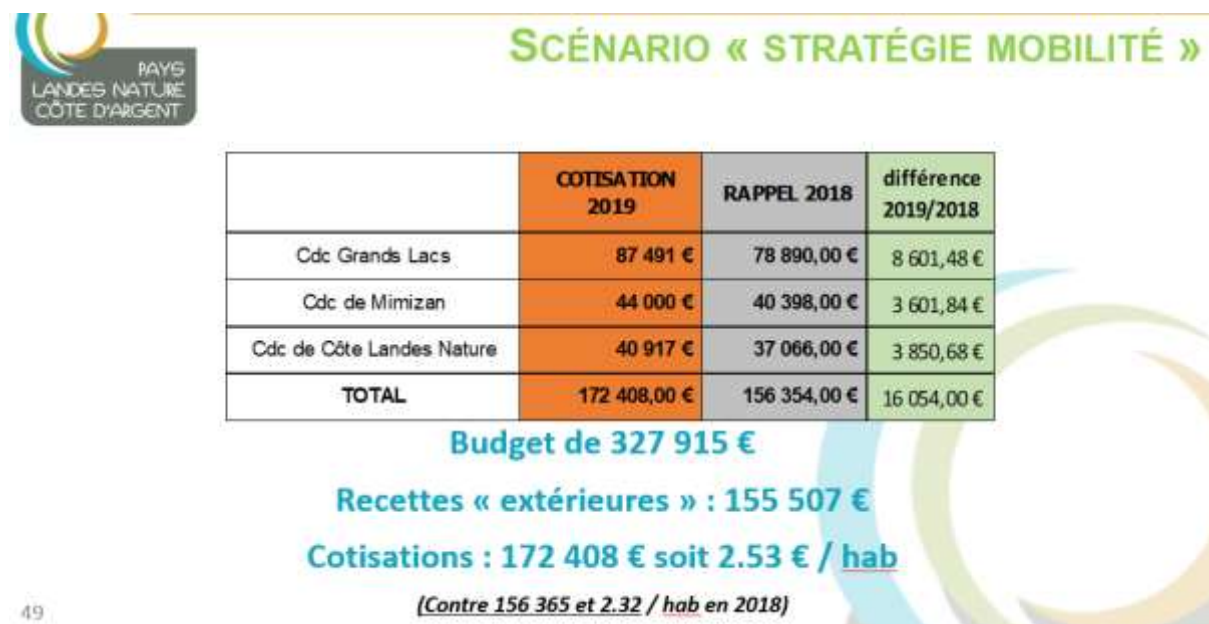 PAYS
LANDES NATURE
CÔTE D'ARGENT
SCÉNARIO « STRATÉGIE MOBILITÉ »
COTISATION 2019 RAPPEL 2018 différence 2019/2018
Cdc Grands Lacs 87 491 € 78 890,00 € 8 601,48 €
Cdc de Mimizan 44 000 € 40 398,00 € 3 601,84 €
Cdc de Côte Landes Nature 40 917 € 37 066,00 € 3 850,68 €
TOTAL 172 408,00 € 156 354,00 € 16 054,00 €
Budget de 327 915 €
Recettes « extérieures » : 155 507 €
Cotisations : 172 408 € soit 2.53 € / hab
(Contre 156 365 et 2.32 / hab en 2018)
49